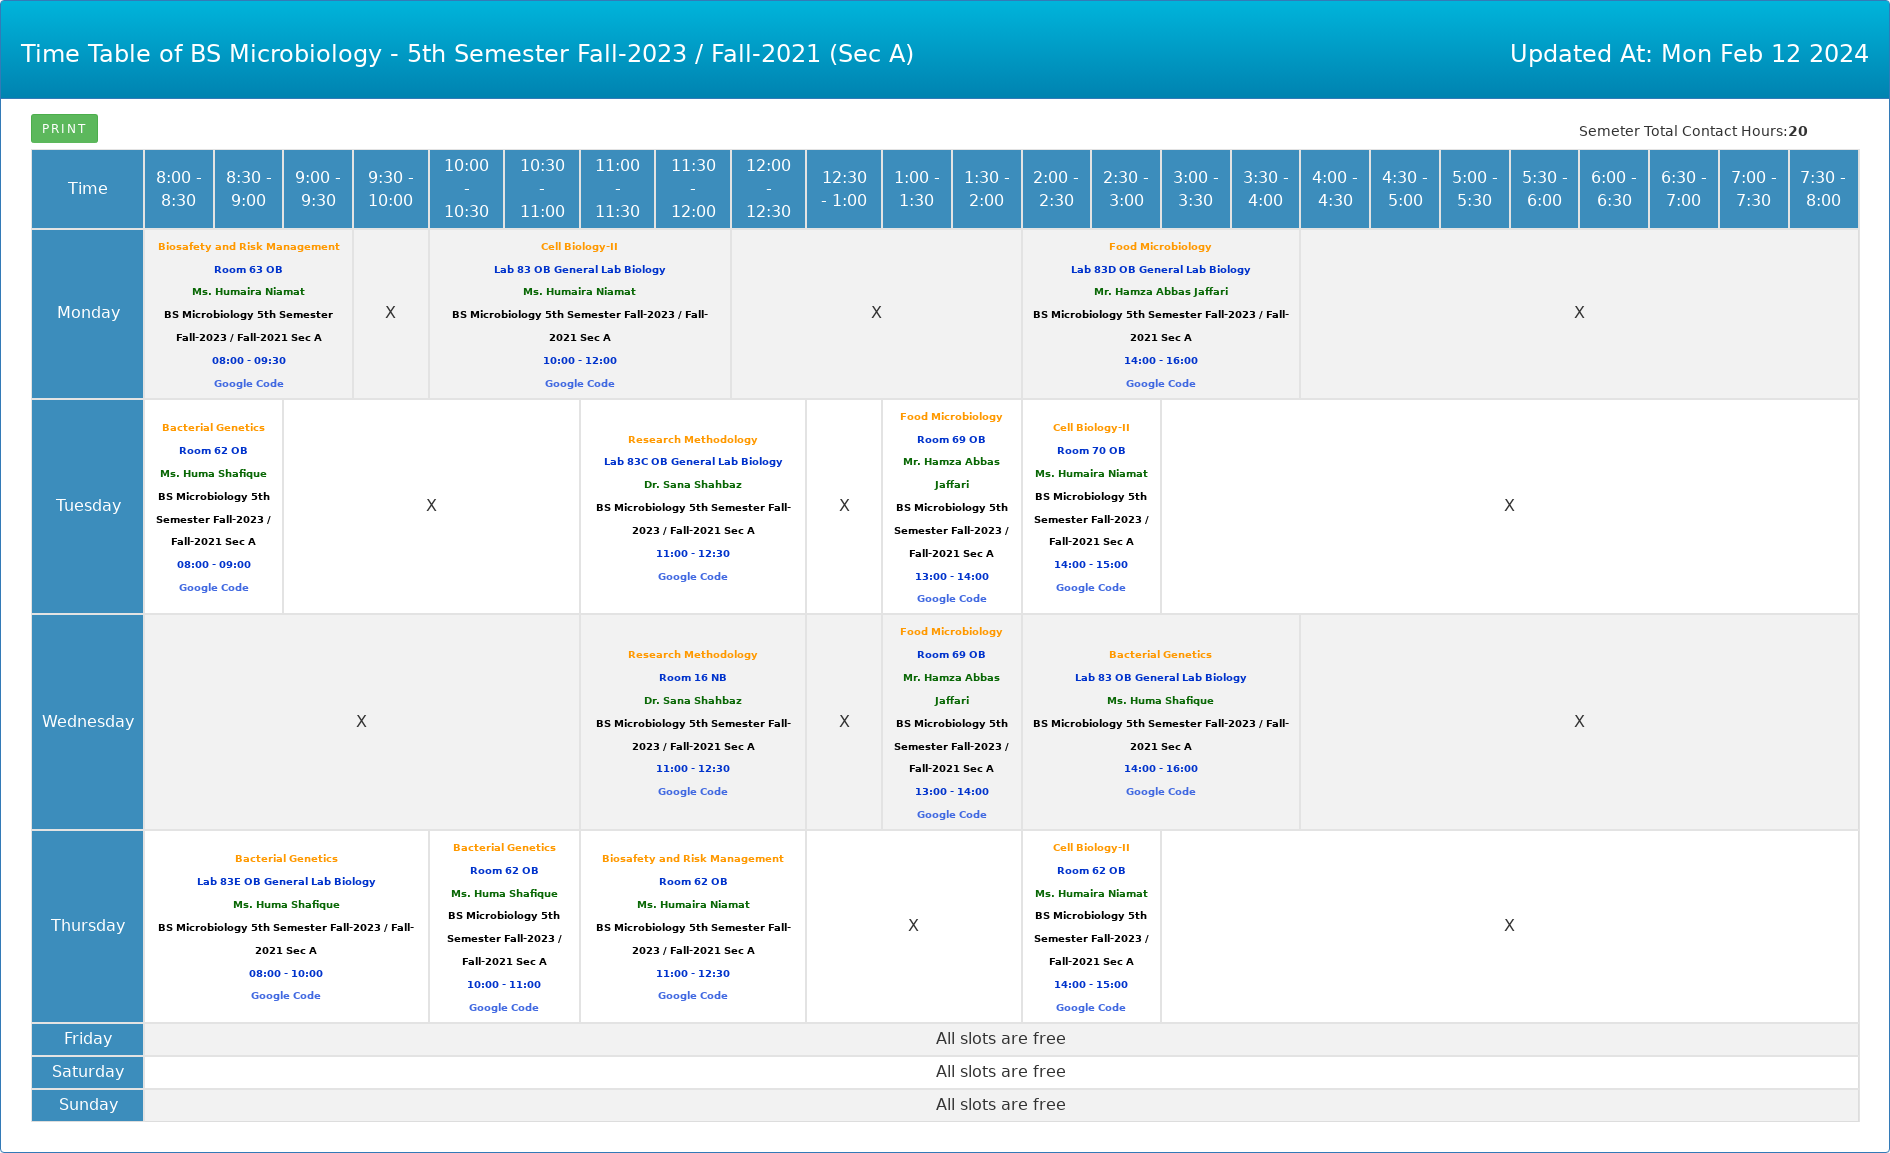 Time Table of BS Microbiology - 5th Semester Fall-2023 / Fall-2021 (Sec A)
Updated At: Mon Feb 12 2024
PRINT
Semeter Total Contact Hours:20
Time
8:00 -
8:30
8:30 -
9:00
9:00 -
9:30
9:30 -
10:00
10:00
-
10:30
10:30
-
11:00
11:00
-
11:30
11:30
-
12:00
12:00
-
12:30
12:30
- 1:00
1:00 -
1:30
1:30 -
2:00
2:00 -
2:30
2:30 -
3:00
3:00 -
3:30
3:30 -
4:00
4:00 -
4:30
4:30 -
5:00
5:00 -
5:30
5:30 -
6:00
6:00 -
6:30
6:30 -
7:00
7:00 -
7:30
7:30 -
8:00
Monday
Biosafety and Risk Management
Room 63 OB
Ms. Humaira Niamat
BS Microbiology 5th Semester
Fall-2023 / Fall-2021 Sec A
08:00 - 09:30
Google Code
X
Cell Biology-II
Lab 83 OB General Lab Biology
Ms. Humaira Niamat
BS Microbiology 5th Semester Fall-2023 / Fall-
2021 Sec A
10:00 - 12:00
Google Code
X
Food Microbiology
Lab 83D OB General Lab Biology
Mr. Hamza Abbas Jaffari
BS Microbiology 5th Semester Fall-2023 / Fall-
2021 Sec A
14:00 - 16:00
Google Code
X
Tuesday
Bacterial Genetics
Room 62 OB
Ms. Huma Shafique
BS Microbiology 5th
Semester Fall-2023 /
Fall-2021 Sec A
08:00 - 09:00
Google Code
X
Research Methodology
Lab 83C OB General Lab Biology
Dr. Sana Shahbaz
BS Microbiology 5th Semester Fall-
2023 / Fall-2021 Sec A
11:00 - 12:30
Google Code
X
Food Microbiology
Room 69 OB
Mr. Hamza Abbas
Jaffari
BS Microbiology 5th
Semester Fall-2023 /
Fall-2021 Sec A
13:00 - 14:00
Google Code
Cell Biology-II
Room 70 OB
Ms. Humaira Niamat
BS Microbiology 5th
Semester Fall-2023 /
Fall-2021 Sec A
14:00 - 15:00
Google Code
X
Wednesday
X
Research Methodology
Room 16 NB
Dr. Sana Shahbaz
BS Microbiology 5th Semester Fall-
2023 / Fall-2021 Sec A
11:00 - 12:30
Google Code
X
Food Microbiology
Room 69 OB
Mr. Hamza Abbas
Jaffari
BS Microbiology 5th
Semester Fall-2023 /
Fall-2021 Sec A
13:00 - 14:00
Google Code
Bacterial Genetics
Lab 83 OB General Lab Biology
Ms. Huma Shafique
BS Microbiology 5th Semester Fall-2023 / Fall-
2021 Sec A
14:00 - 16:00
Google Code
X
Thursday
Bacterial Genetics
Lab 83E OB General Lab Biology
Ms. Huma Shafique
BS Microbiology 5th Semester Fall-2023 / Fall-
2021 Sec A
08:00 - 10:00
Google Code
Bacterial Genetics
Room 62 OB
Ms. Huma Shafique
BS Microbiology 5th
Semester Fall-2023 /
Fall-2021 Sec A
10:00 - 11:00
Google Code
Biosafety and Risk Management
Room 62 OB
Ms. Humaira Niamat
BS Microbiology 5th Semester Fall-
2023 / Fall-2021 Sec A
11:00 - 12:30
Google Code
X
Cell Biology-II
Room 62 OB
Ms. Humaira Niamat
BS Microbiology 5th
Semester Fall-2023 /
Fall-2021 Sec A
14:00 - 15:00
Google Code
X
Friday
All slots are free
Saturday
All slots are free
Sunday
All slots are free